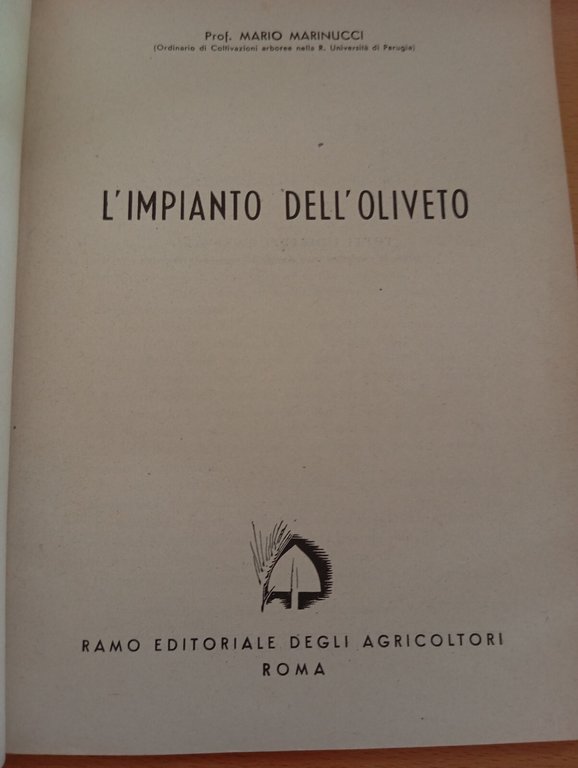 Prof. MARIO MARINUCCI
(Ordinario di Coltivazioni arboree nella R. Università di Perugia)
L'IMPIANTO DELL'OLIVETO
RAMO EDITORIALE DEGLI AGRICOLTORI
ROMA